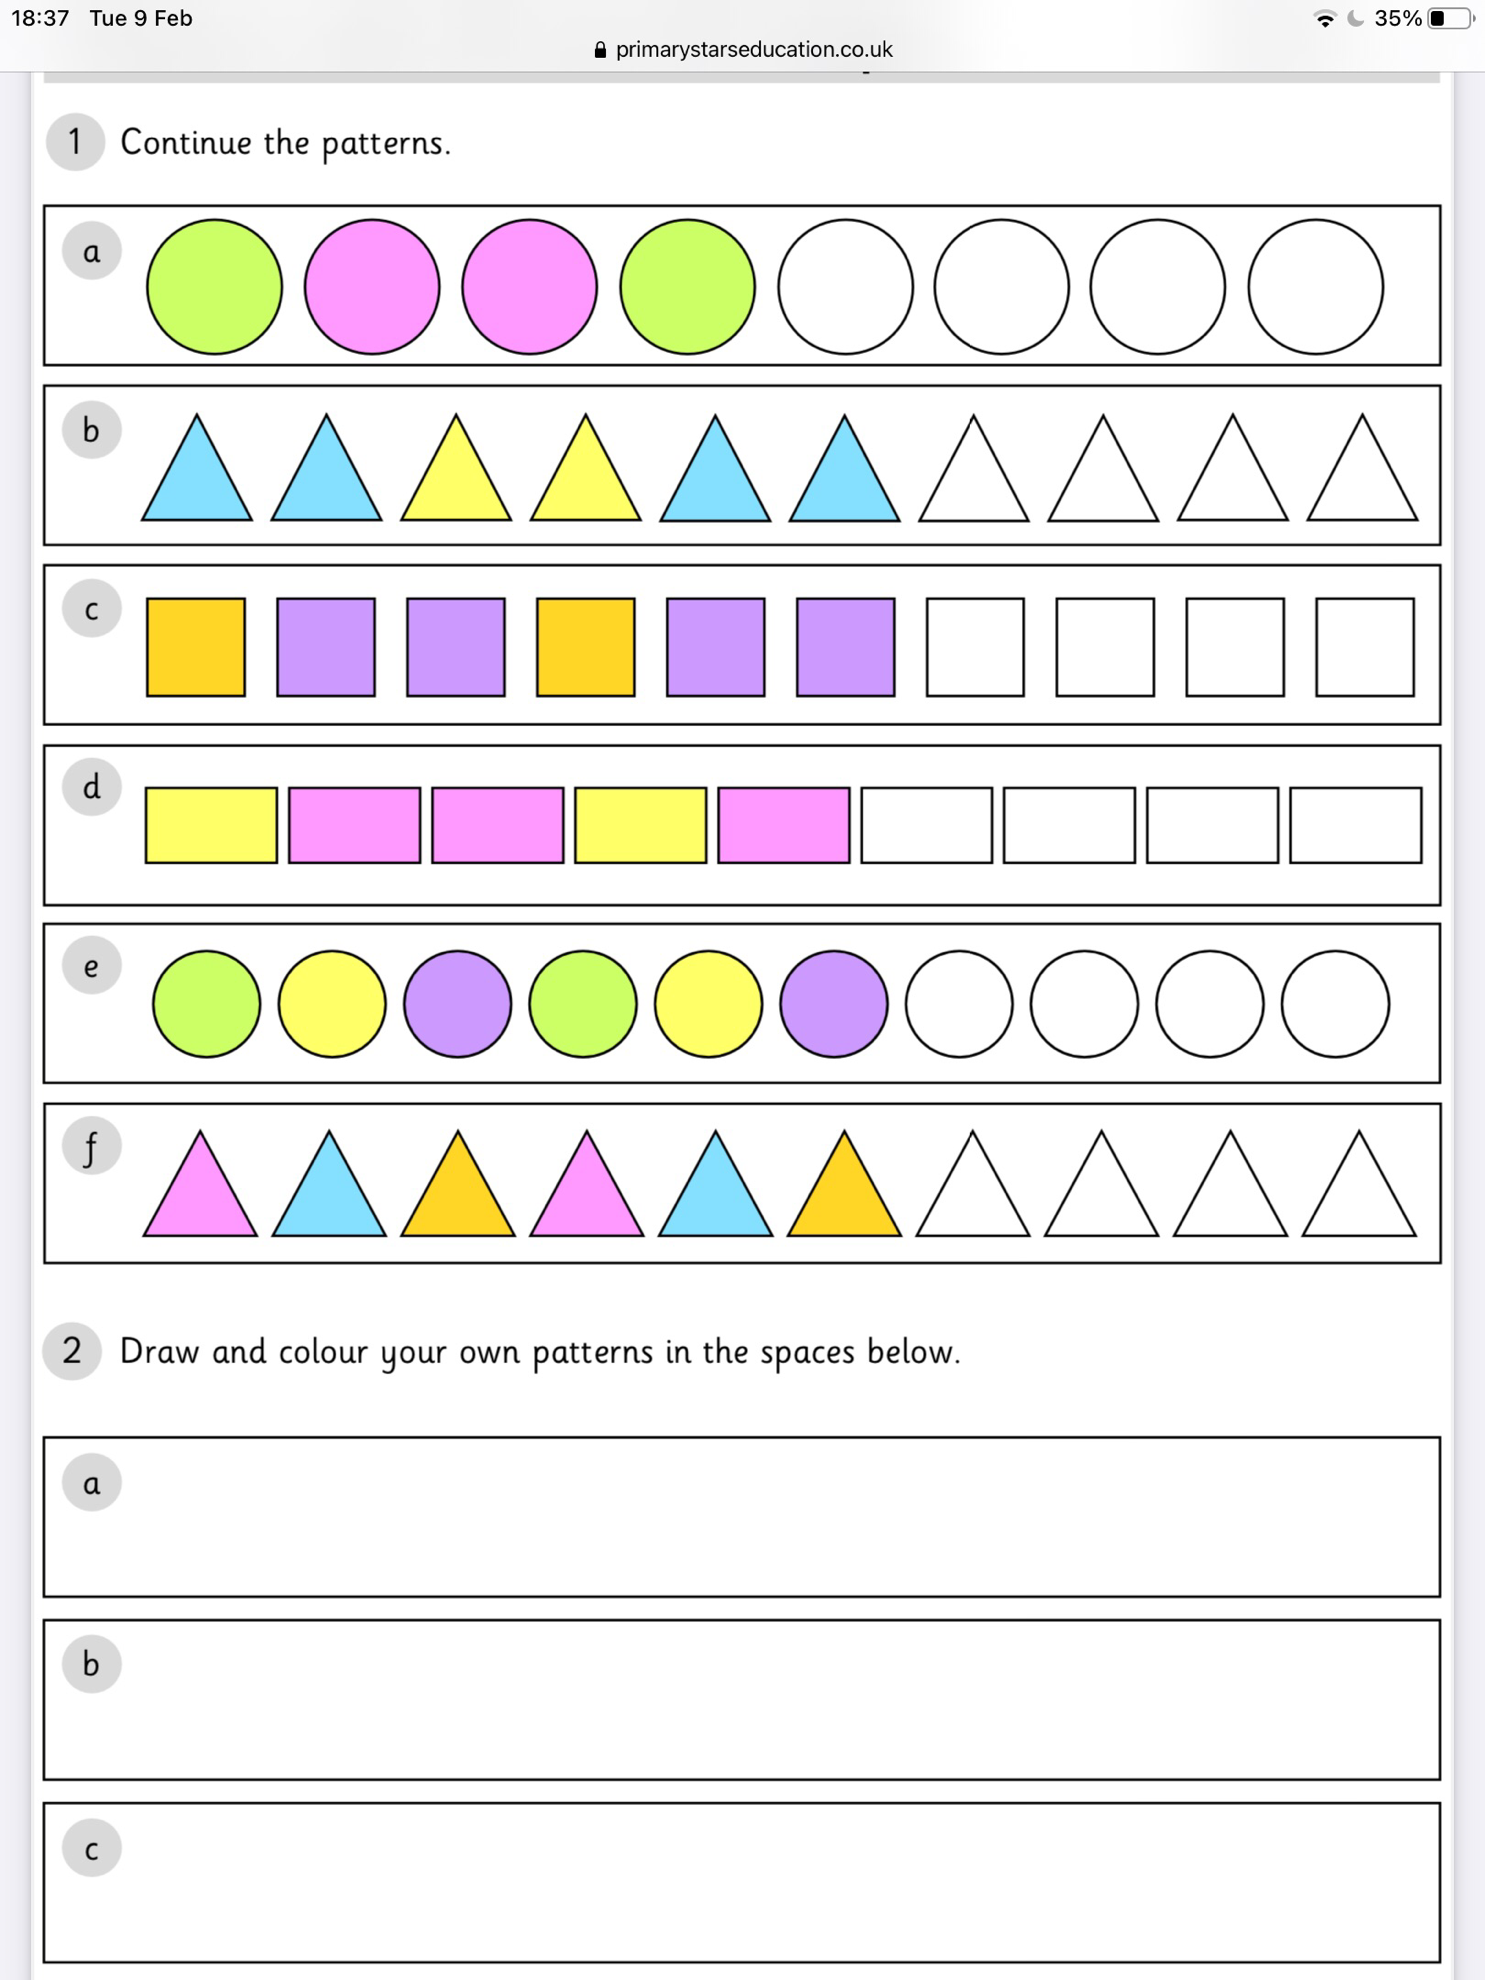 18:37 Tue 9 Feb 35%
primarystarseducation.co.uk
1 Continue the patterns.
a
b
c
d
e
f
2 Draw and colour your own patterns in the spaces below.
a
b
c